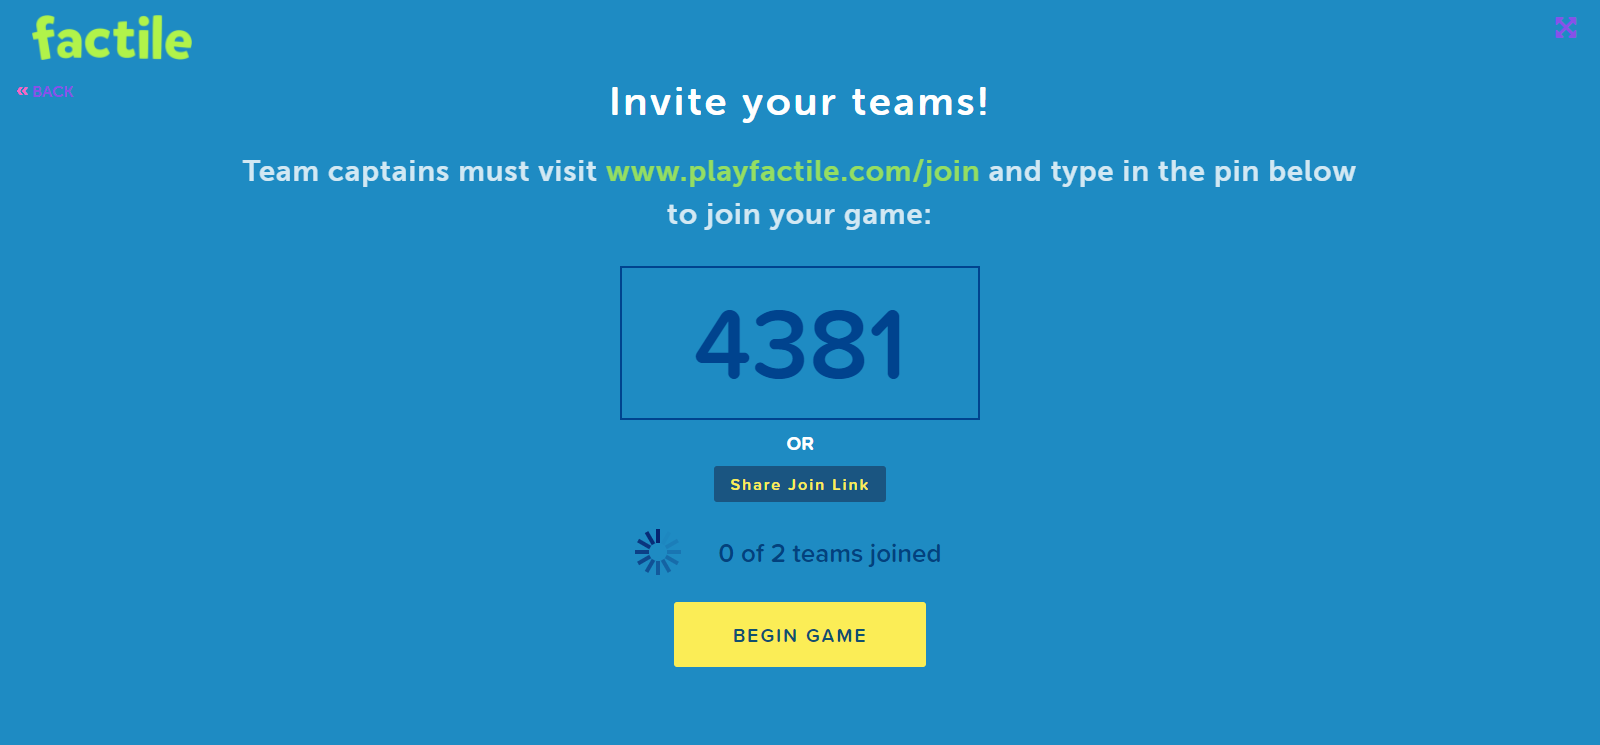 factile
« BACK
Invite your teams!
Team captains must visit www.playfactile.com/join and type in the pin below
to join your game:
4381
OR
Share Join Link
0 of 2 teams joined
BEGIN GAME